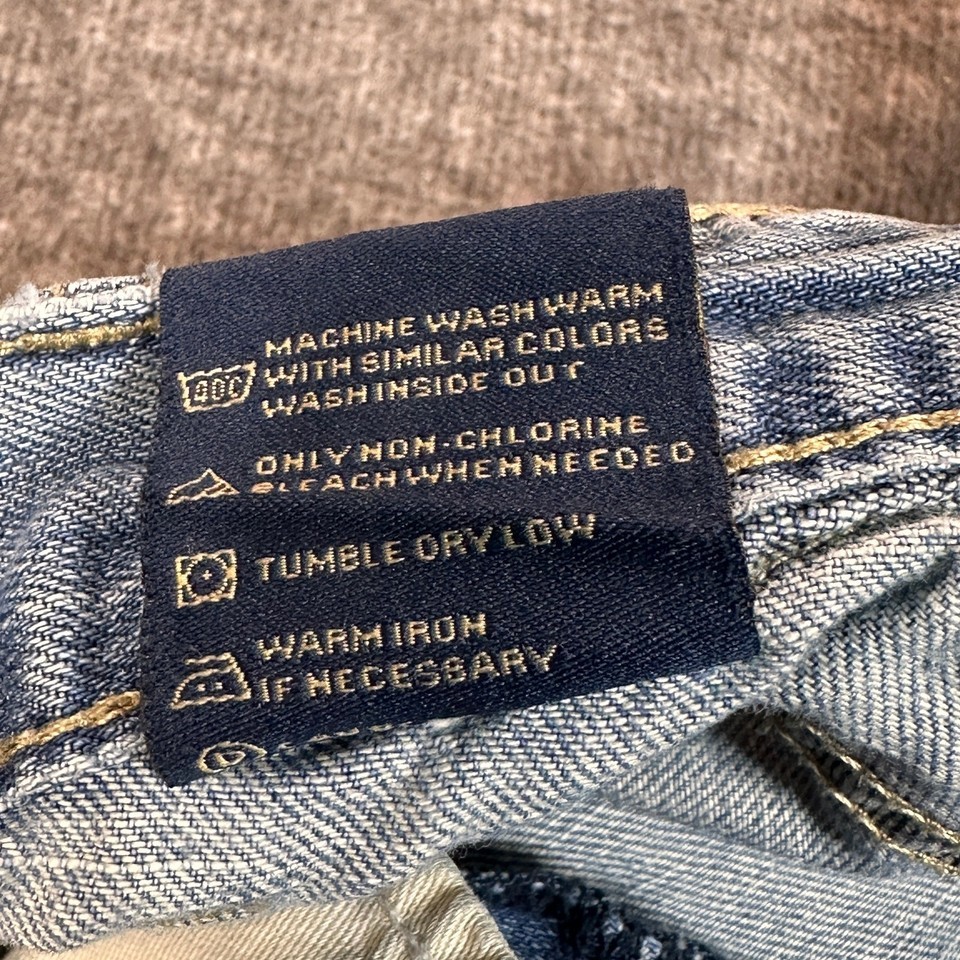 MACHINE WASH WARM
WITH SIMILAR COLORS
WASH INSIDE OUT
ONLY NON-CHLORINE
BLEACH WHEN NEEDED
TUMBLE DRY LOW
WARM IRON
IF NECESSARY